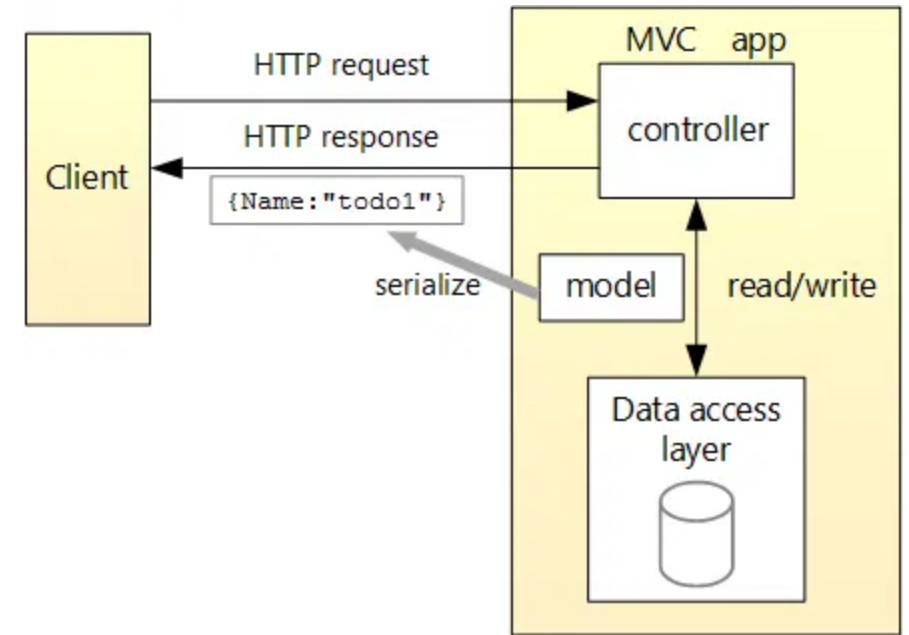 MVC app
HTTP request
controller
HTTP response
Client
{Name:"todo1"}
serialize
model
read/write
Data access
layer